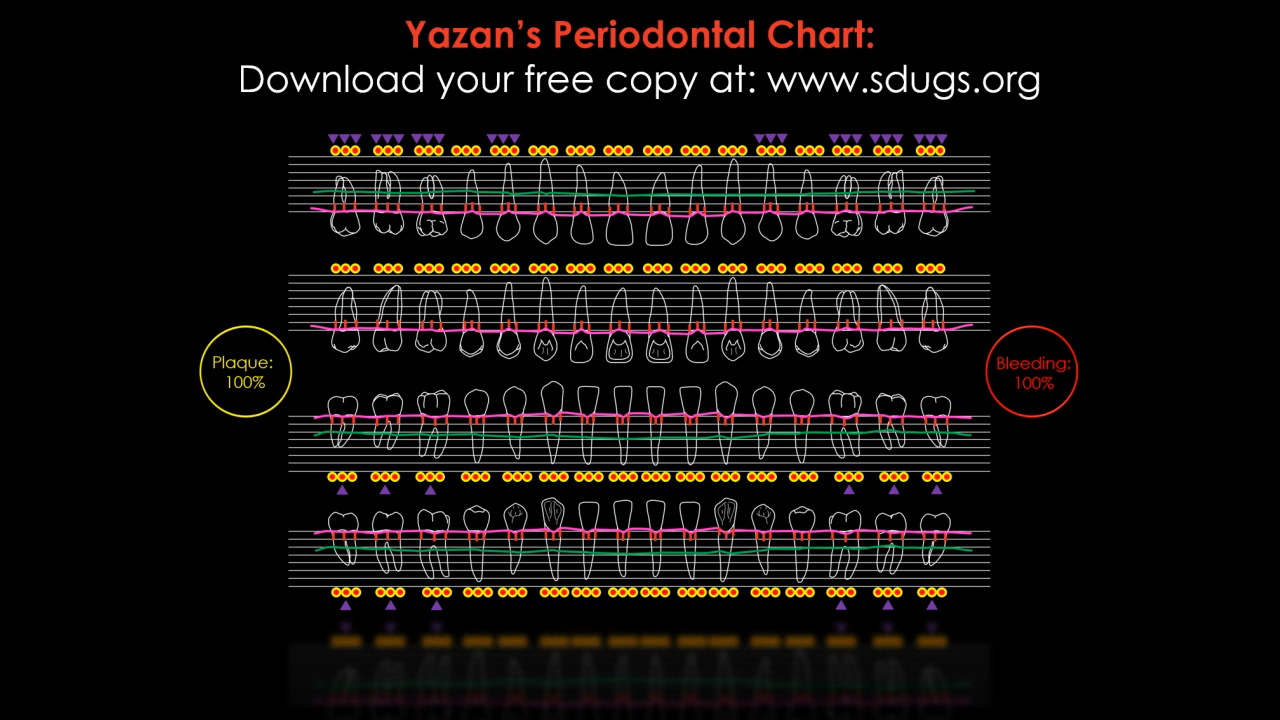 Yazan’s Periodontal Chart:
Download your free copy at: www.sdugs.org
Plaque:
100%
Bleeding:
100%